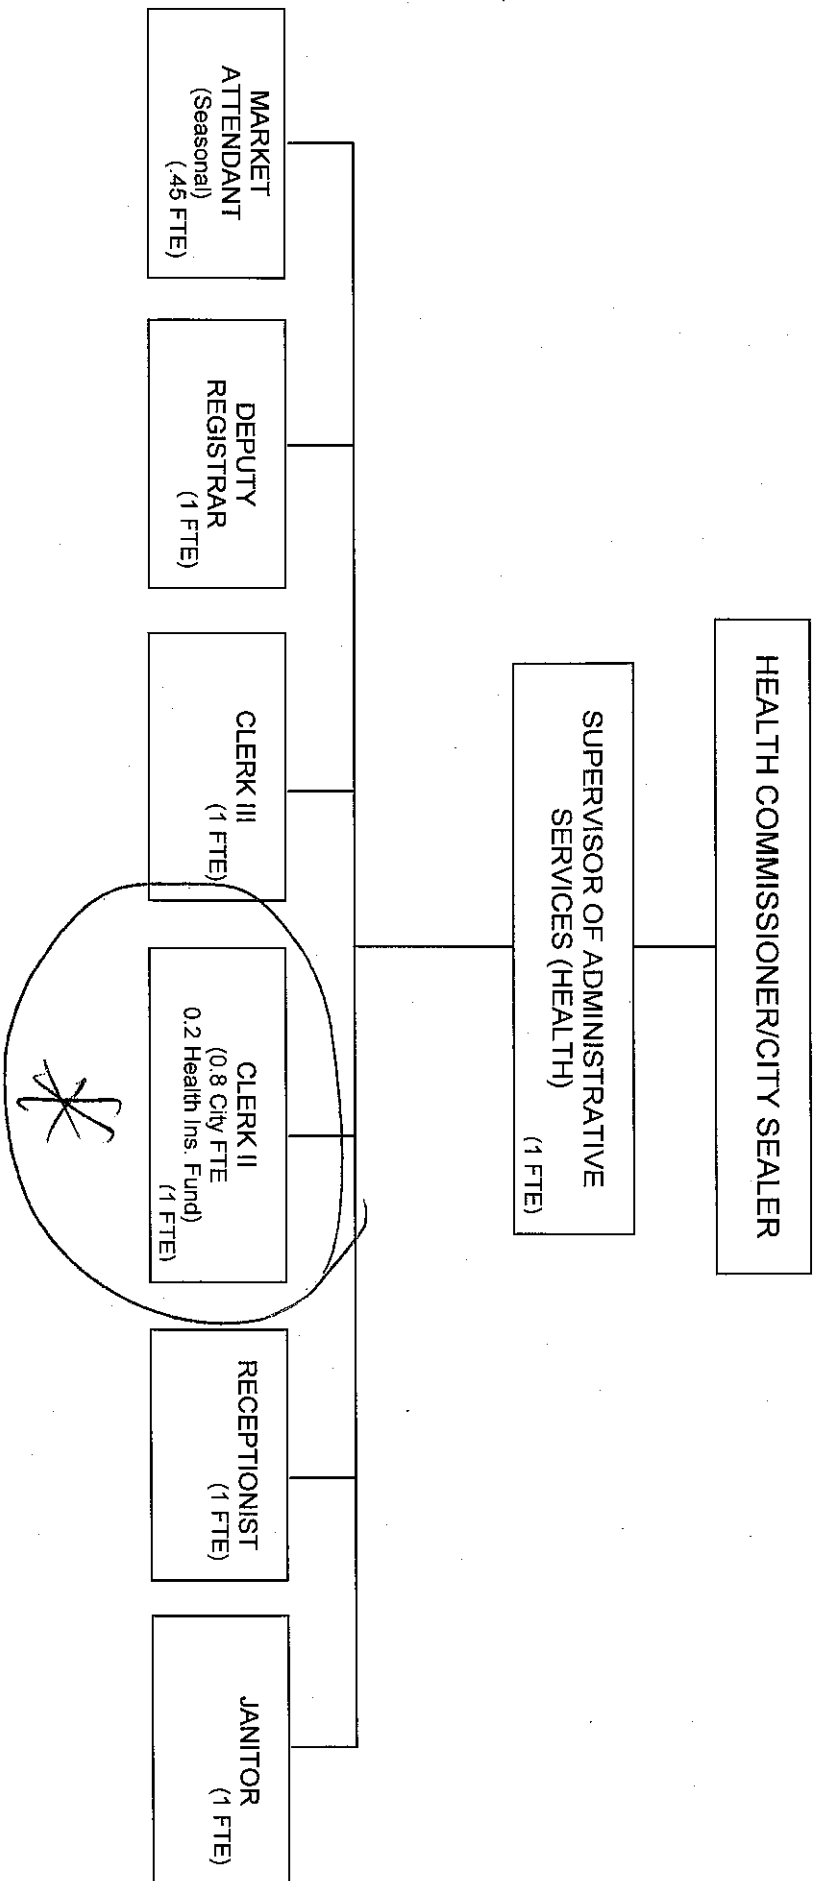 HEALTH COMMISSIONER/CITY SEALER
SUPERVISOR OF ADMINISTRATIVE
SERVICES (HEALTH)
(1 FTE)
MARKET
ATTENDANT
(Seasonal)
(.45 FTE)
DEPUTY
REGISTRAR
(1 FTE)
CLERK III
(1 FTE)
CLERK II
(0.8 City FTE
0.2 Health Ins. Fund)
(1 FTE)
RECEPTIONIST
(1 FTE)
JANITOR
(1 FTE)